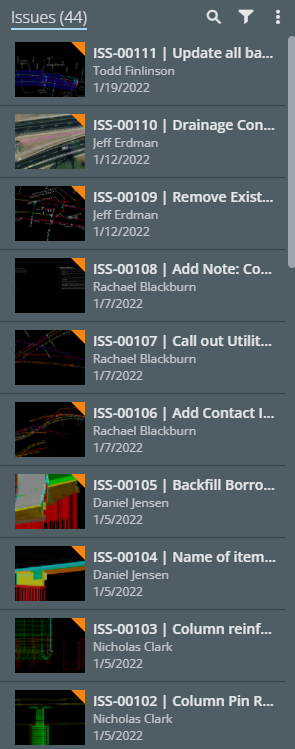 Issues (44)
ISS-00111 | Update all ba...
Todd Finlinson
1/19/2022
ISS-00110 | Drainage Con...
Jeff Erdman
1/12/2022
ISS-00109 | Remove Exist...
Jeff Erdman
1/12/2022
ISS-00108 | Add Note: Co...
Rachael Blackburn
1/7/2022
ISS-00107 | Call out Utilit...
Rachael Blackburn
1/7/2022
ISS-00106 | Add Contact I...
Rachael Blackburn
1/7/2022
ISS-00105 | Backfill Borro...
Daniel Jensen
1/5/2022
ISS-00104 | Name of item...
Daniel Jensen
1/5/2022
ISS-00103 | Column reinf...
Nicholas Clark
1/5/2022
ISS-00102 | Column Pin R...
Nicholas Clark
1/5/2022